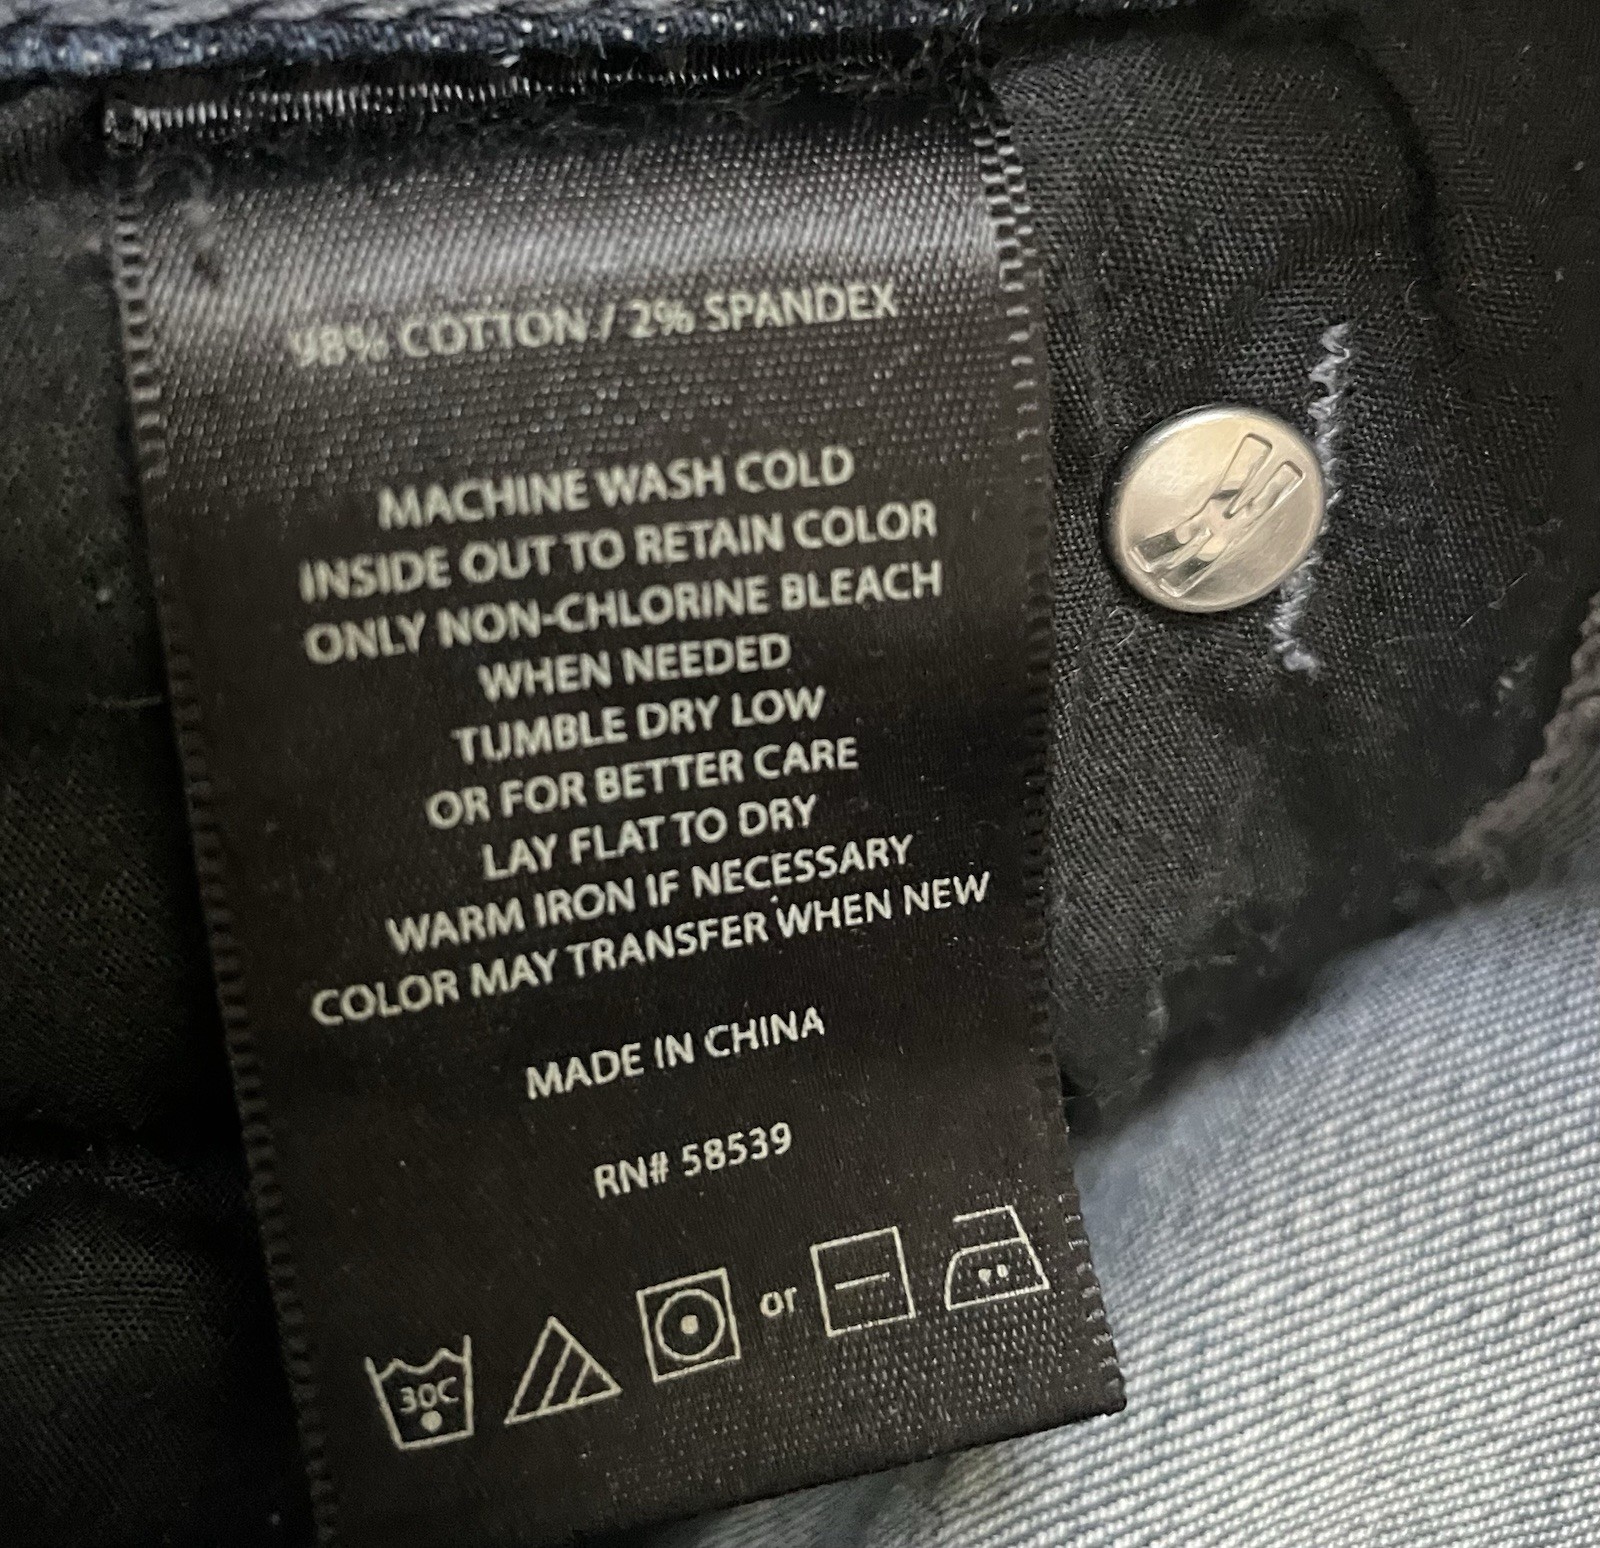 98% COTTON / 2% SPANDEX
MACHINE WASH COLD
INSIDE OUT TO RETAIN COLOR
ONLY NON-CHLORINE BLEACH
WHEN NEEDED
TUMBLE DRY LOW
OR FOR BETTER CARE
LAY FLAT TO DRY
WARM IRON IF NECESSARY
COLOR MAY TRANSFER WHEN NEW
MADE IN CHINA
RN# 58539
30C or